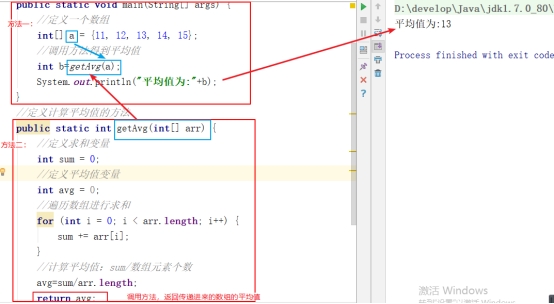 public static void main(String[] args) {
方法一：
//定义一个数组
int[] a = {11, 12, 13, 14, 15};
//调用方法得到平均值
int b=getAvg(a);
System.out.println("平均值为:"+b);
}
//定义计算平均值的方法
public static int getAvg(int[] arr) {
方法二：
//定义求和变量
int sum = 0;
//定义平均值变量
int avg = 0;
//遍历数组进行求和
for (int i = 0; i < arr.length; i++) {
sum += arr[i];
}
//计算平均值：sum/数组元素个数
avg=sum/arr.length;
return avg;
调用方法，返回传递进来的数组的平均值
D:\develop\Java\jdk1.7.0_80\
平均值为:13
Process finished with exit code
激活 Windows